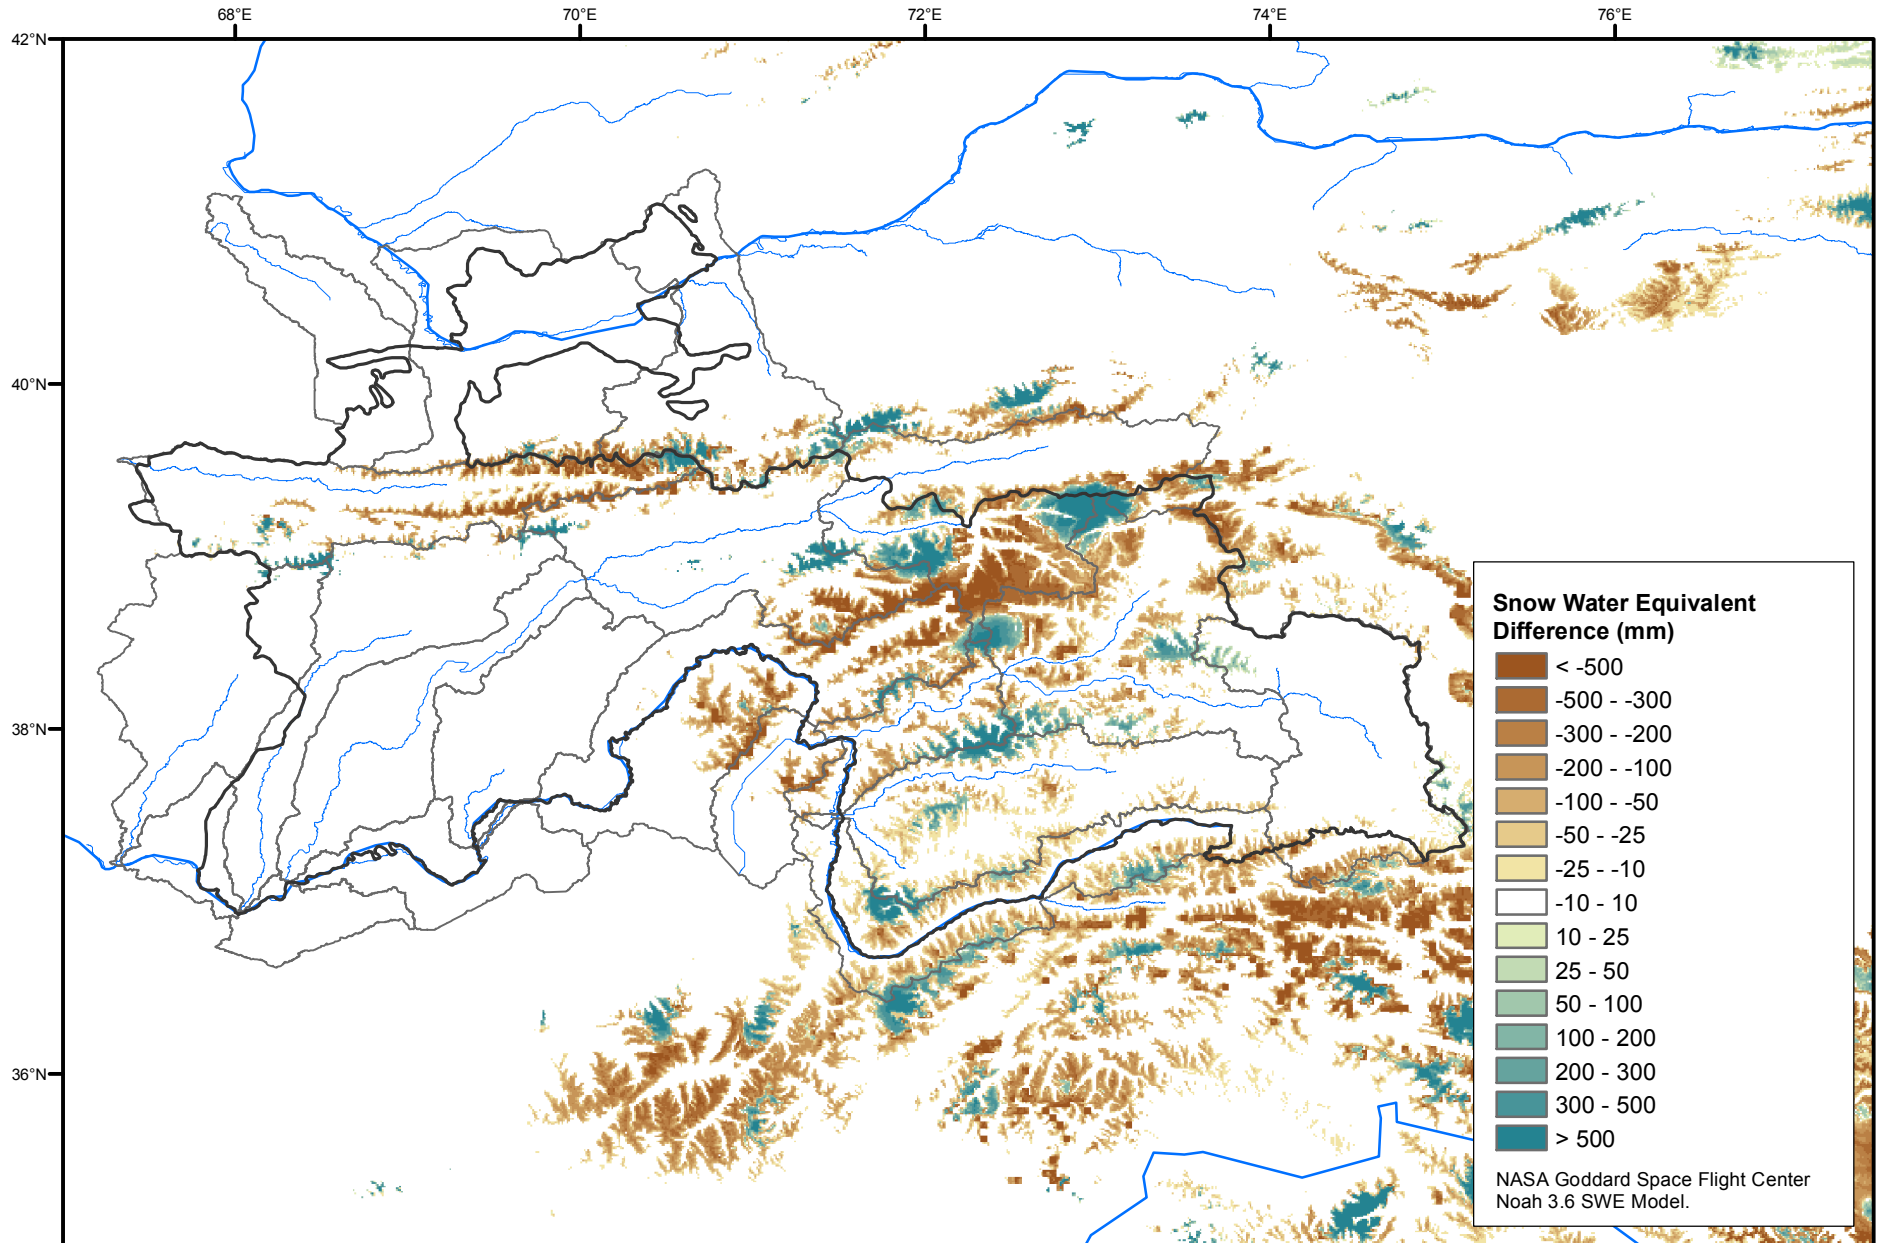 68°E
70°E
72°E
74°E
76°E
42°N
40°N
38°N
36°N
Snow Water Equivalent
Difference (mm)
< -500
-500 - -300
-300 - -200
-200 - -100
-100 - -50
-50 - -25
-25 - -10
-10 - 10
10 - 25
25 - 50
50 - 100
100 - 200
200 - 300
300 - 500
> 500
NASA Goddard Space Flight Center
Noah 3.6 SWE Model.